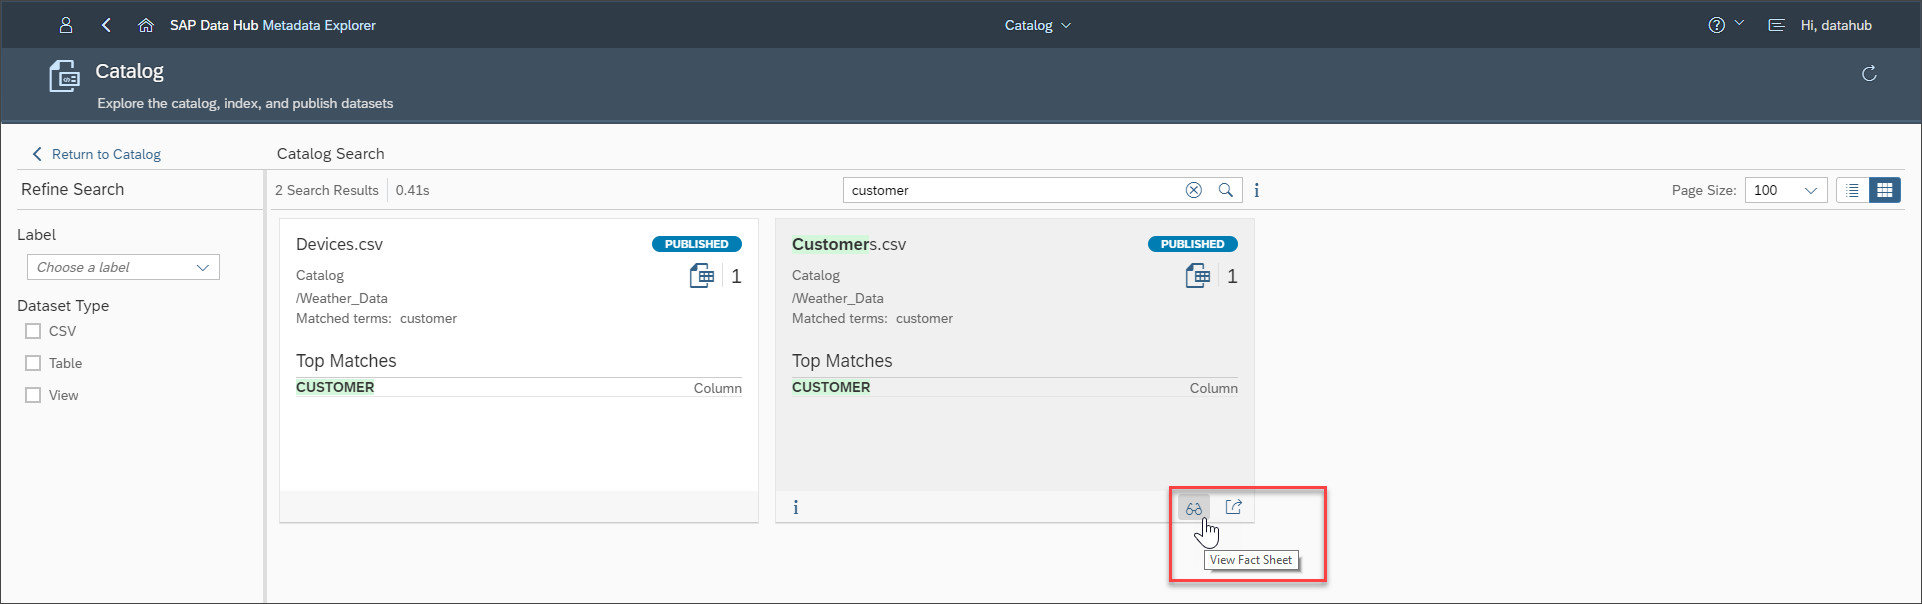 SAP Data Hub Metadata Explorer
Catalog
Hi, datahub
Catalog
Explore the catalog, index, and publish datasets
Return to Catalog
Catalog Search
Refine Search
2 Search Results
0.41s
customer
Page Size:
100
Label
Choose a label
Dataset Type
CSV
Table
View
Devices.csv
PUBLISHED
Catalog
1
/Weather_Data
Matched terms: customer
Top Matches
CUSTOMER
Column
Customers.csv
PUBLISHED
Catalog
1
/Weather_Data
Matched terms: customer
Top Matches
CUSTOMER
Column
View Fact Sheet